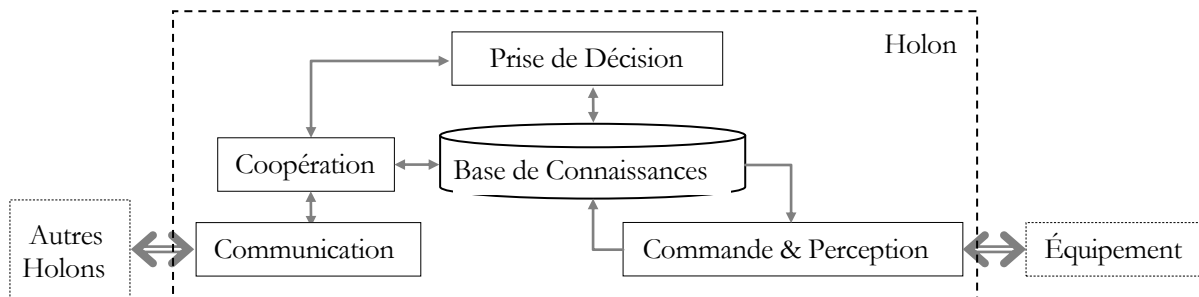 Holon
Prise de Décision
Coopération
Base de Connaissances
Autres
Holons
Communication
Commande & Perception
Équipement